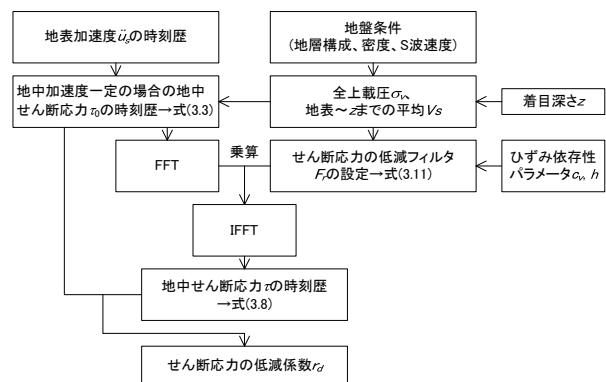 地表加速度üsの時刻歴
地盤条件
(地層構成、密度、S波速度)
地中加速度一定の場合の地中
せん断応力τ0の時刻歴→式(3.3)
全上載圧σv、
地表～zまでの平均Vs
着目深さz
FFT
乗算
せん断応力の低減フィルタ
Frの設定→式(3.11)
ひずみ依存性
パラメータcv, h
IFFT
地中せん断応力τの時刻歴
→式(3.8)
せん断応力の低減係数rd